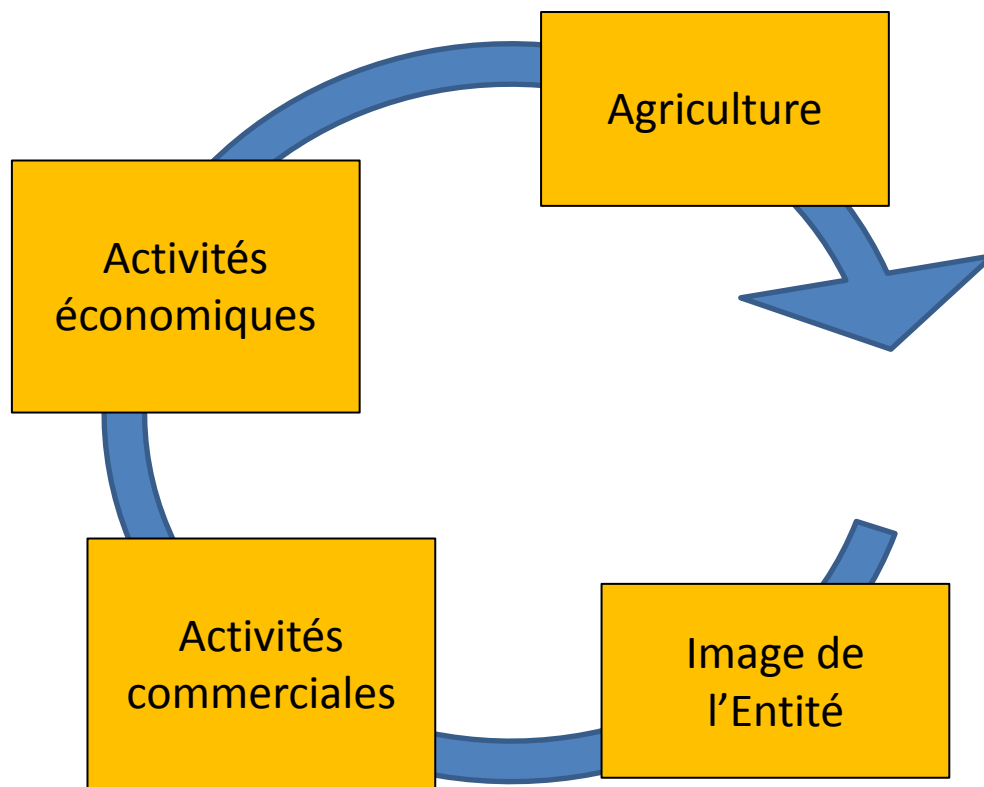 Agriculture
Activités
économiques
Activités
commerciales
Image de
l’Entité